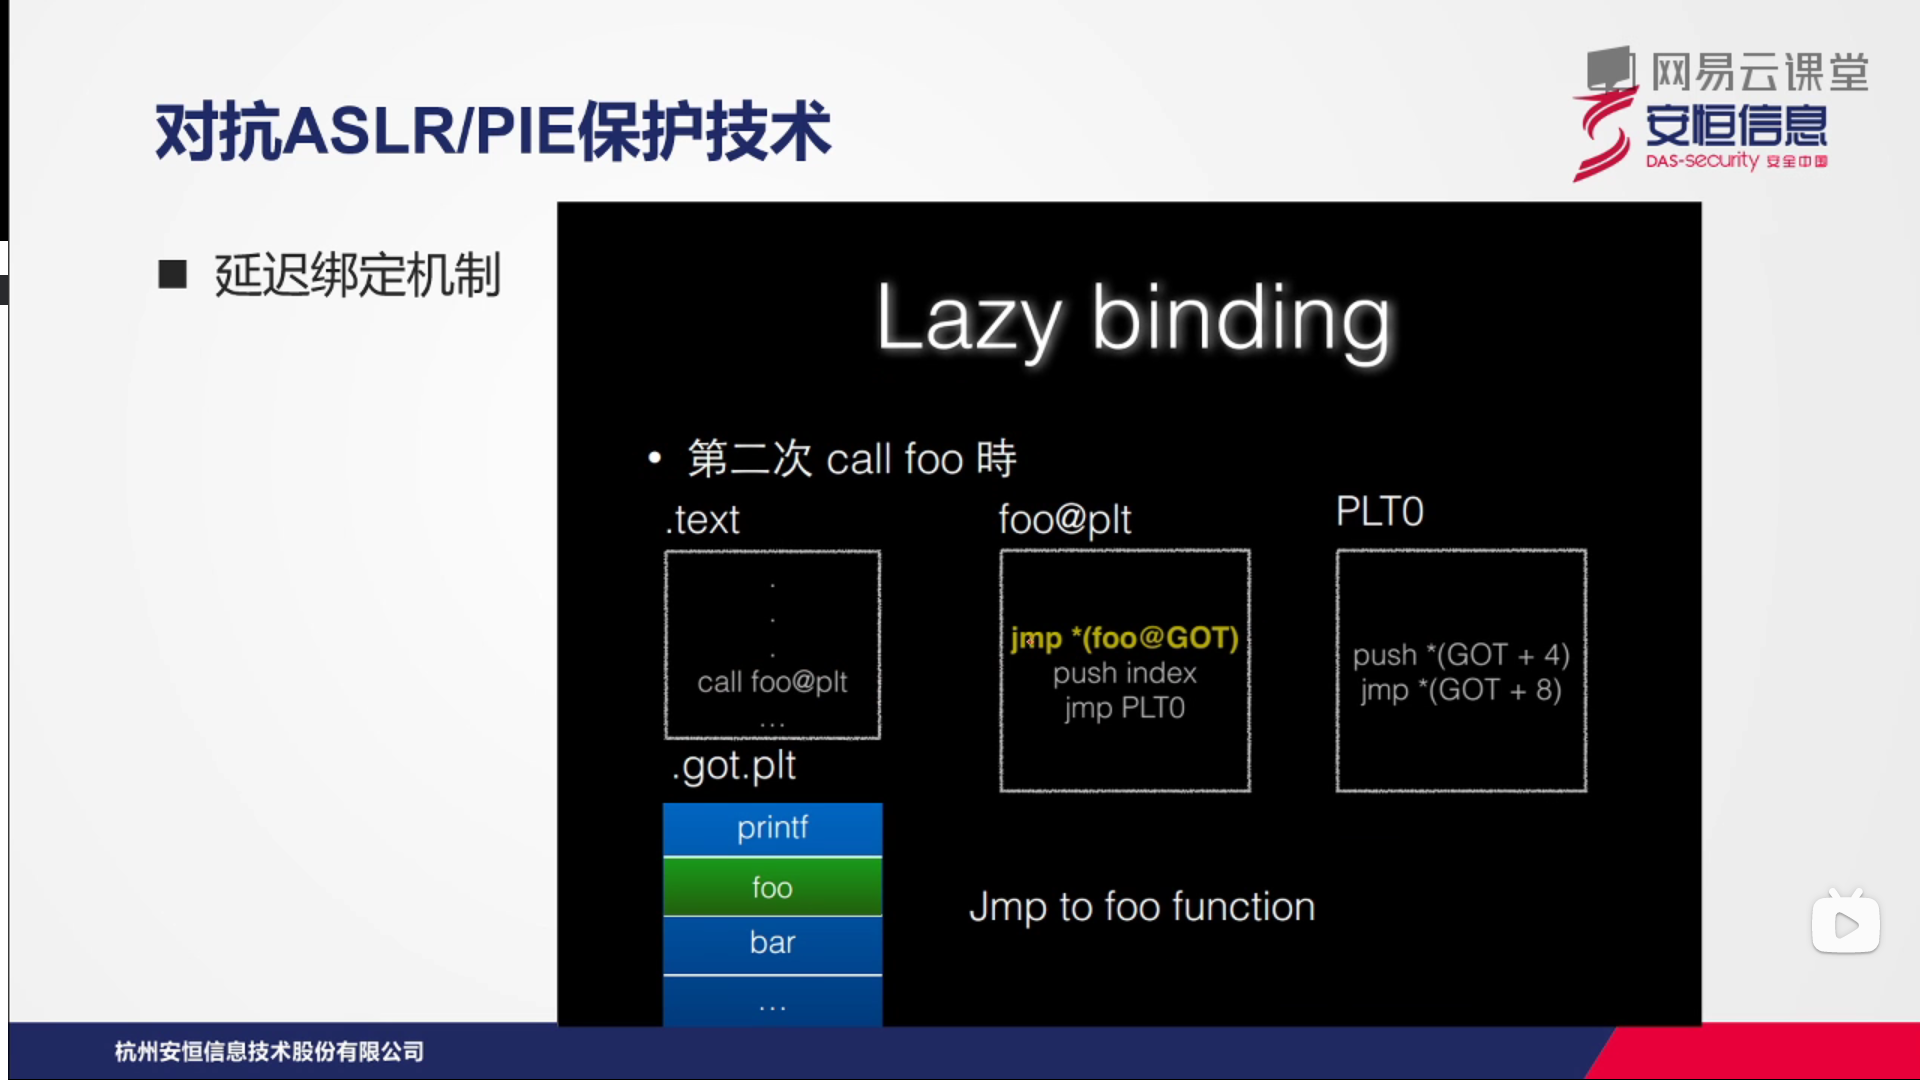 网易云课堂
安恒信息
DAS-security 安全中国
对抗ASLR/PIE保护技术
■ 延迟绑定机制
Lazy binding
• 第二次 call foo 時
.text
foo@plt
PLT0
.
.
.
call foo@plt
...
jmp *(foo@GOT)
push index
jmp PLT0
push *(GOT + 4)
jmp *(GOT + 8)
.got.plt
printf
foo
bar
...
Jmp to foo function
杭州安恒信息技术股份有限公司